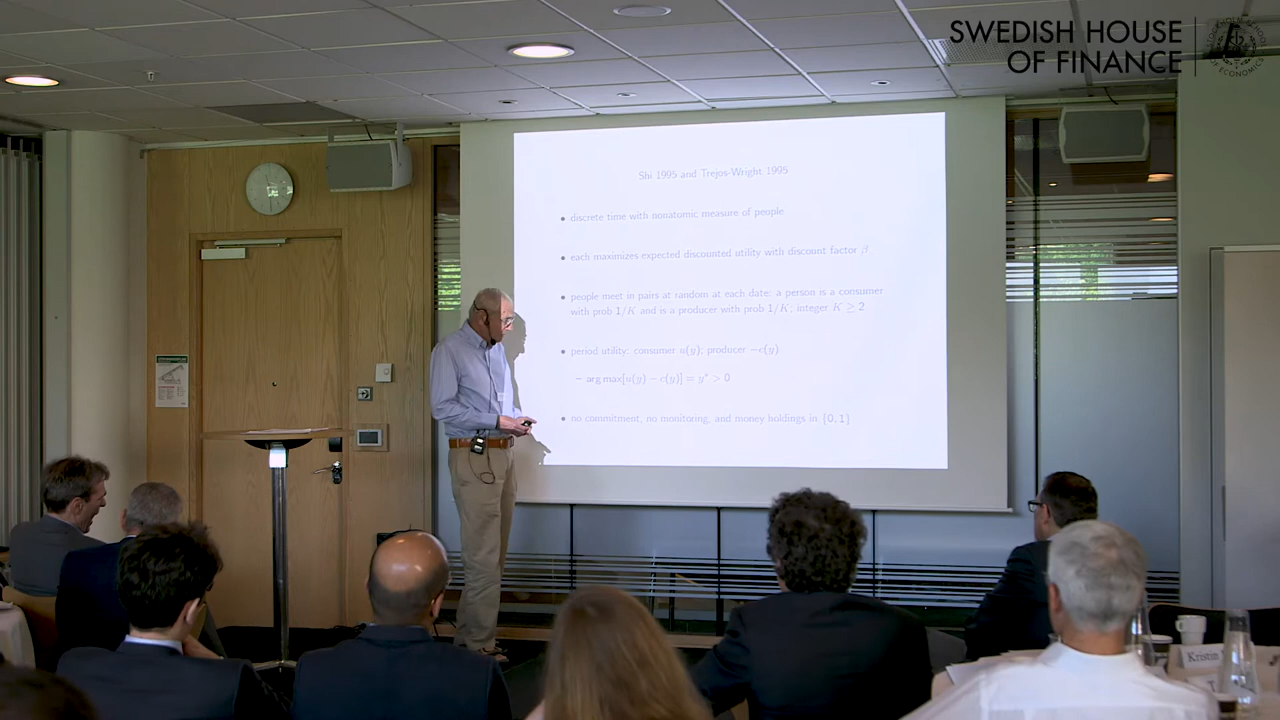 SWEDISH HOUSE
OF FINANCE
Shi 1995 and Trejos-Wright 1995
• discrete time with nonatomic measure of people
• each maximizes expected discounted utility with discount factor β
• people meet in pairs at random at each date: a person is a consumer
with prob 1/K and is a producer with prob 1/K; integer K ≥ 2
• period utility: consumer u(y); producer −c(y)
– arg max[u(y) − c(y)] = y* > 0
• no commitment, no monitoring, and money holdings in {0, 1}
Kristin